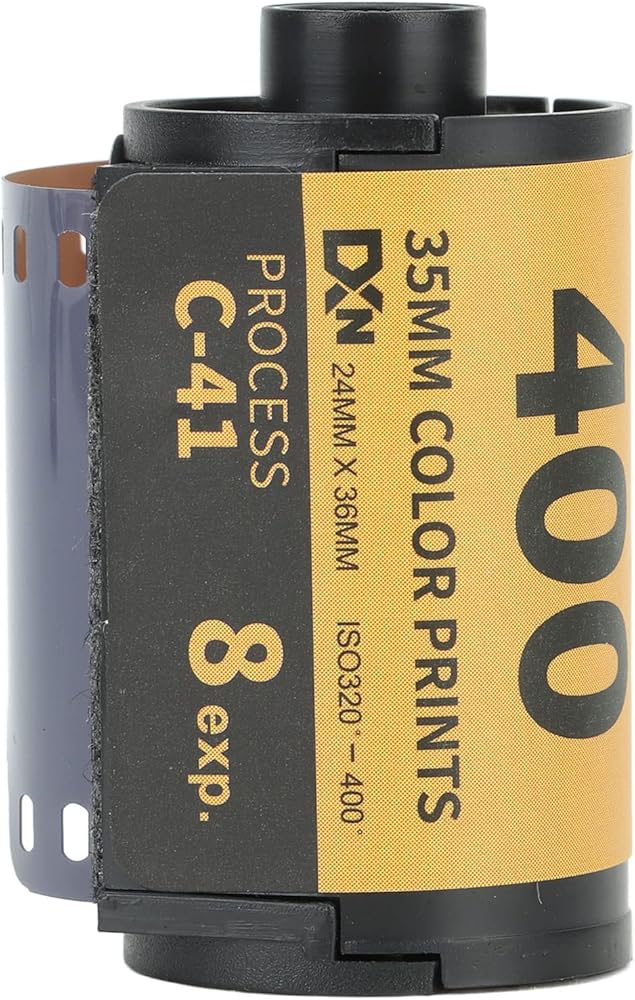 400
35MM COLOR PRINTS
DXN 24MM X 36MM ISO320°-400°
PROCESS
C-41
8 exp.